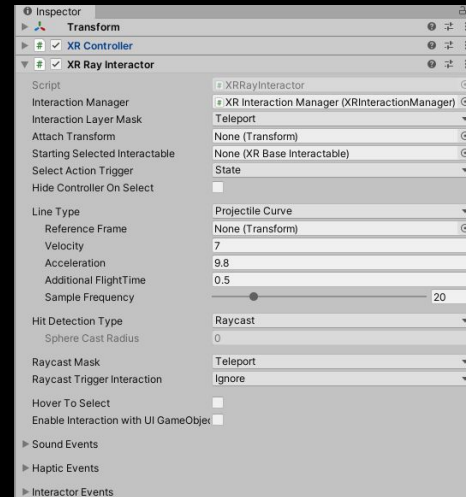 Inspector
Transform
# XR Controller
# XR Ray Interactor
Script # XRRayInteractor
Interaction Manager # XR Interaction Manager (XRInteractionManager)
Interaction Layer Mask Teleport
Attach Transform None (Transform)
Starting Selected Interactable None (XR Base Interactable)
Select Action Trigger State
Hide Controller On Select
Line Type Projectile Curve
Reference Frame None (Transform)
Velocity 7
Acceleration 9.8
Additional FlightTime 0.5
Sample Frequency 20
Hit Detection Type Raycast
Sphere Cast Radius 0
Raycast Mask Teleport
Raycast Trigger Interaction Ignore
Hover To Select
Enable Interaction with UI GameObjec
Sound Events
Haptic Events
Interactor Events